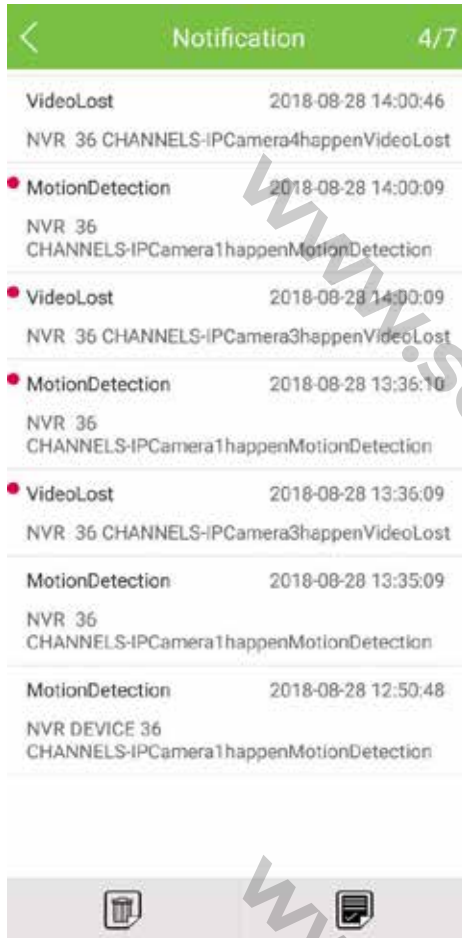 Notification 4/7
VideoLost 2018-08-28 14:00:46
NVR 36 CHANNELS-IPCamera4happenVideoLost
MotionDetection 2018-08-28 14:00:09
NVR 36
CHANNELS-IPCamera1happenMotionDetection
VideoLost 2018-08-28 14:00:09
NVR 36 CHANNELS-IPCamera3happenVideoLost
MotionDetection 2018-08-28 13:36:10
NVR 36
CHANNELS-IPCamera1happenMotionDetection
VideoLost 2018-08-28 13:36:09
NVR 36 CHANNELS-IPCamera3happenVideoLost
MotionDetection 2018-08-28 13:35:09
NVR 36
CHANNELS-IPCamera1happenMotionDetection
MotionDetection 2018-08-28 12:50:48
NVR DEVICE 36
CHANNELS-IPCamera1happenMotionDetection